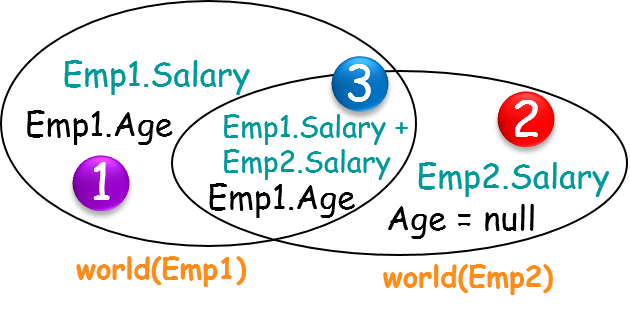 Emp1.Salary
Emp1.Age
1
world(Emp1)
3
Emp1.Salary +
Emp2.Salary
Emp1.Age
2
Emp2.Salary
Age = null
world(Emp2)